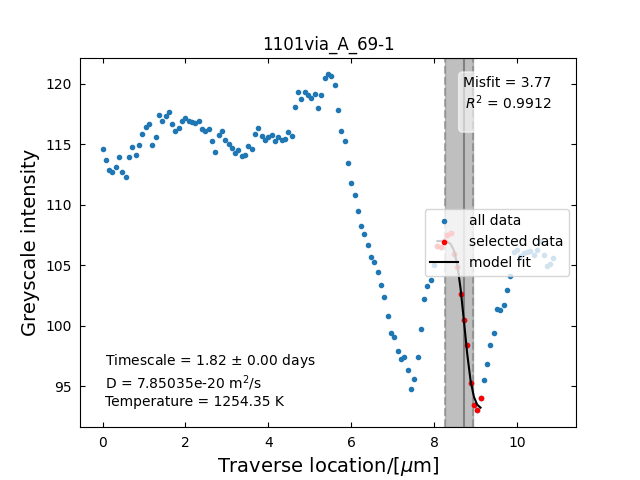 1101via_A_69-1
Misfit = 3.77
R² = 0.9912
120
115
110
105
100
95
Greyscale intensity
all data
selected data
model fit
Timescale = 1.82 ± 0.00 days
D = 7.85035e-20 m²/s
Temperature = 1254.35 K
0 2 4 6 8 10
Traverse location/[μm]